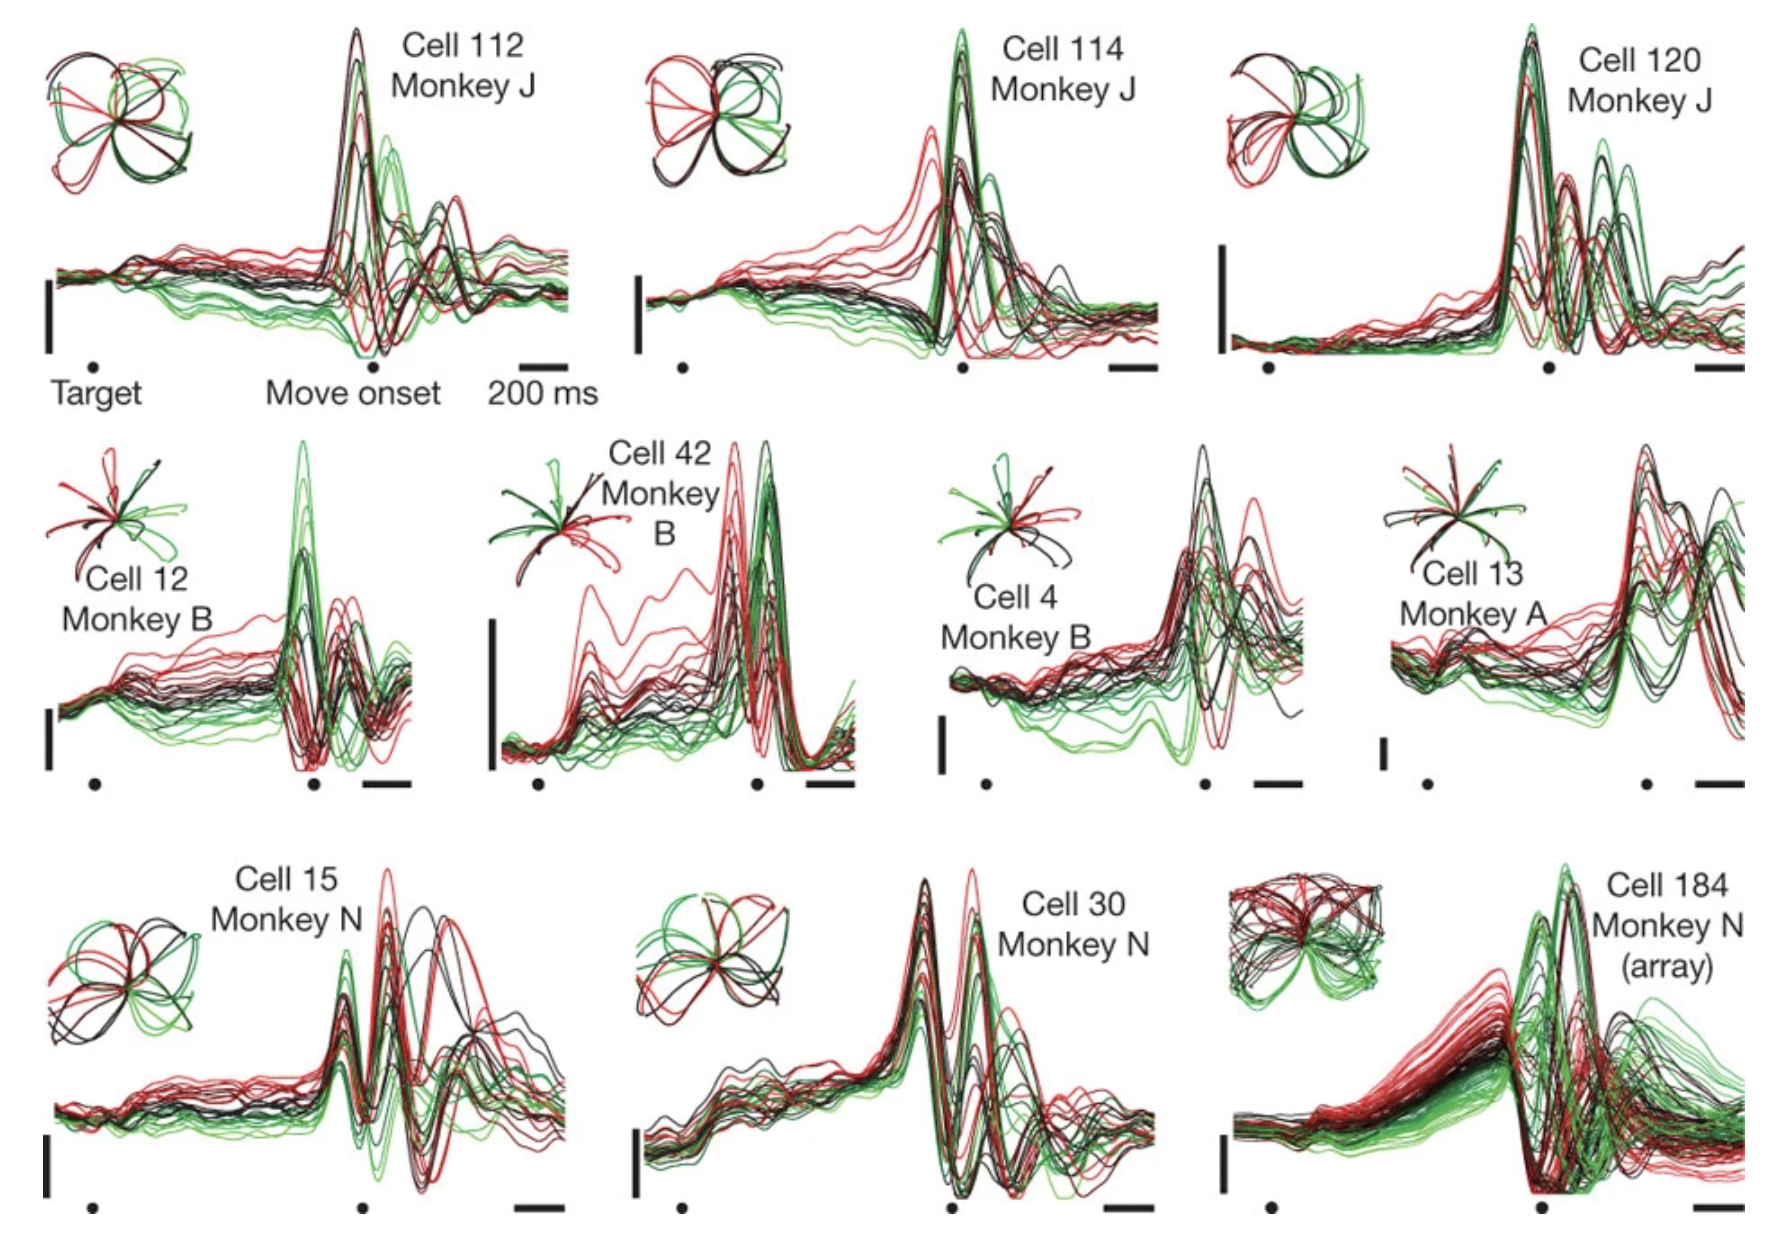 Cell 112
Monkey J
Cell 114
Monkey J
Cell 120
Monkey J
Target
Move onset
200 ms
Cell 12
Monkey B
Cell 42
Monkey
B
Cell 4
Monkey B
Cell 13
Monkey A
Cell 15
Monkey N
Cell 30
Monkey N
Cell 184
Monkey N
(array)